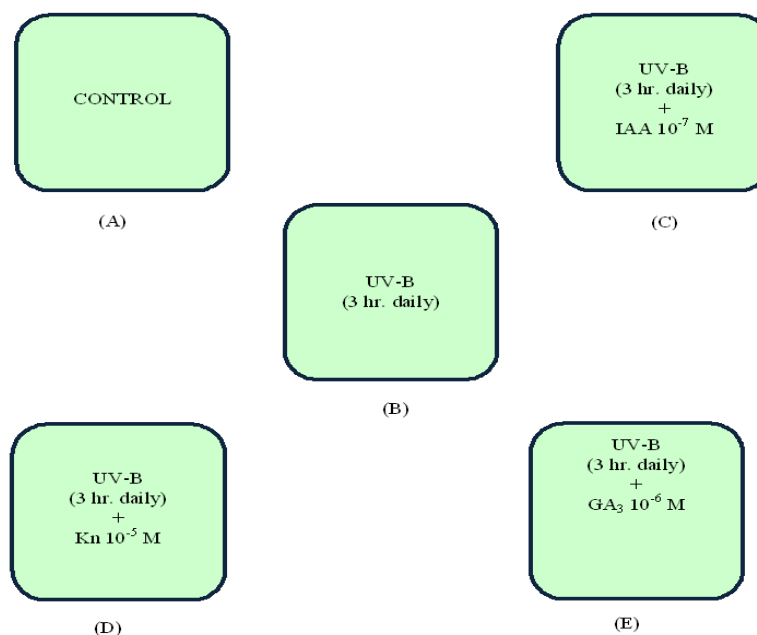 CONTROL
(A)
UV-B
(3 hr. daily)
+
IAA 10⁻⁷ M
(C)
UV-B
(3 hr. daily)
(B)
UV-B
(3 hr. daily)
+
Kn 10⁻⁵ M
(D)
UV-B
(3 hr. daily)
+
GA₃ 10⁻⁶ M
(E)